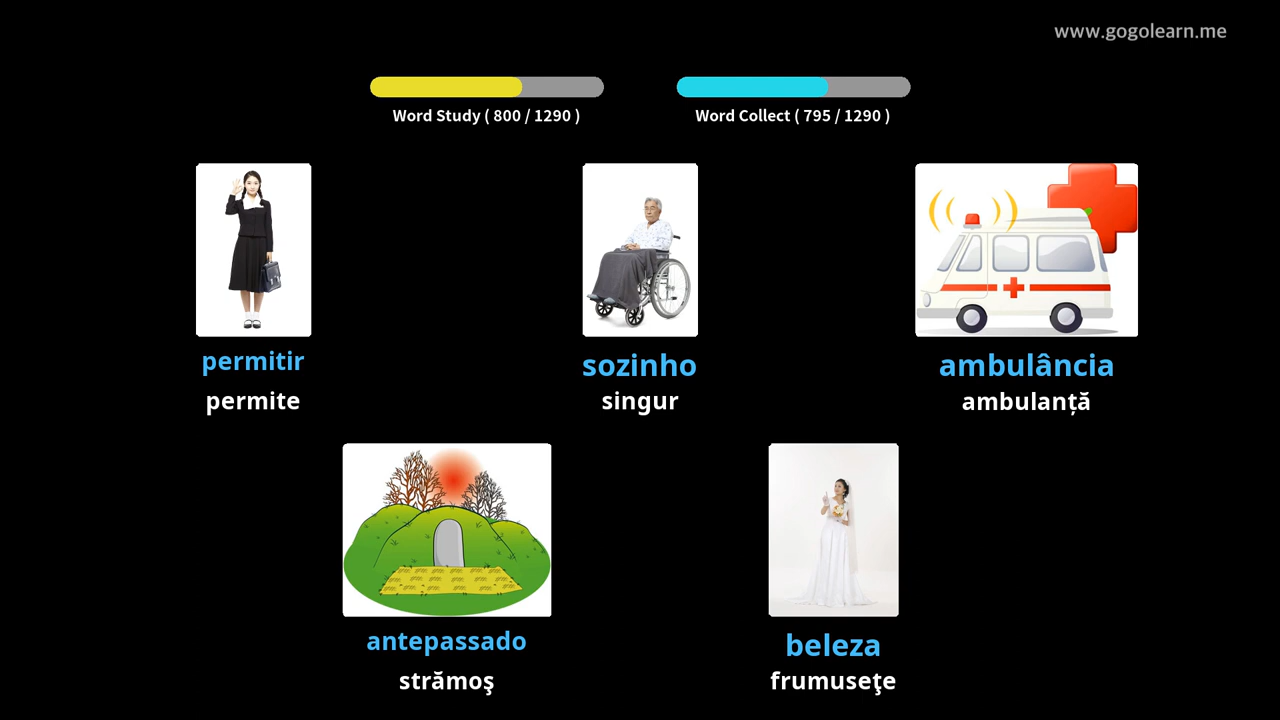 www.gogolearn.me
Word Study ( 800 / 1290 )
Word Collect ( 795 / 1290 )
permitir
permite
sozinho
singur
ambulância
ambulanță
antepassado
strămoş
beleza
frumuseţe